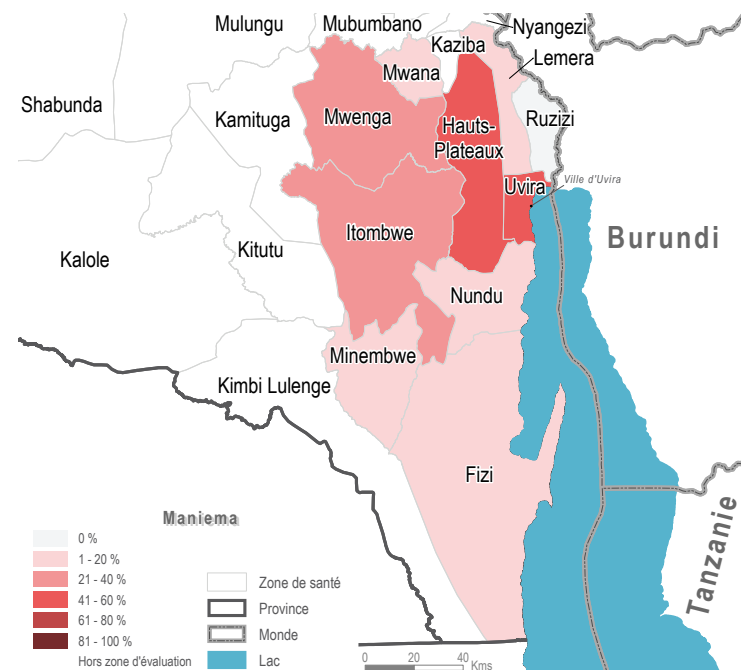 Mulungu
Mubumbano
Nyangezi
Kaziba
Lemera
Mwana
Shabunda
Kamituga
Mwenga
Hauts-
Plateaux
Ruzizi
Uvira
Ville d'Uvira
Itombwe
Burundi
Kalole
Kitutu
Nundu
Minembwe
Kimbi Lulenge
Fizi
Tanzanie
Maniema
0 %
1 - 20 %
21 - 40 %
41 - 60 %
61 - 80 %
81 - 100 %
Hors zone d'évaluation
Zone de santé
Province
Monde
Lac
0 20 40
Kms